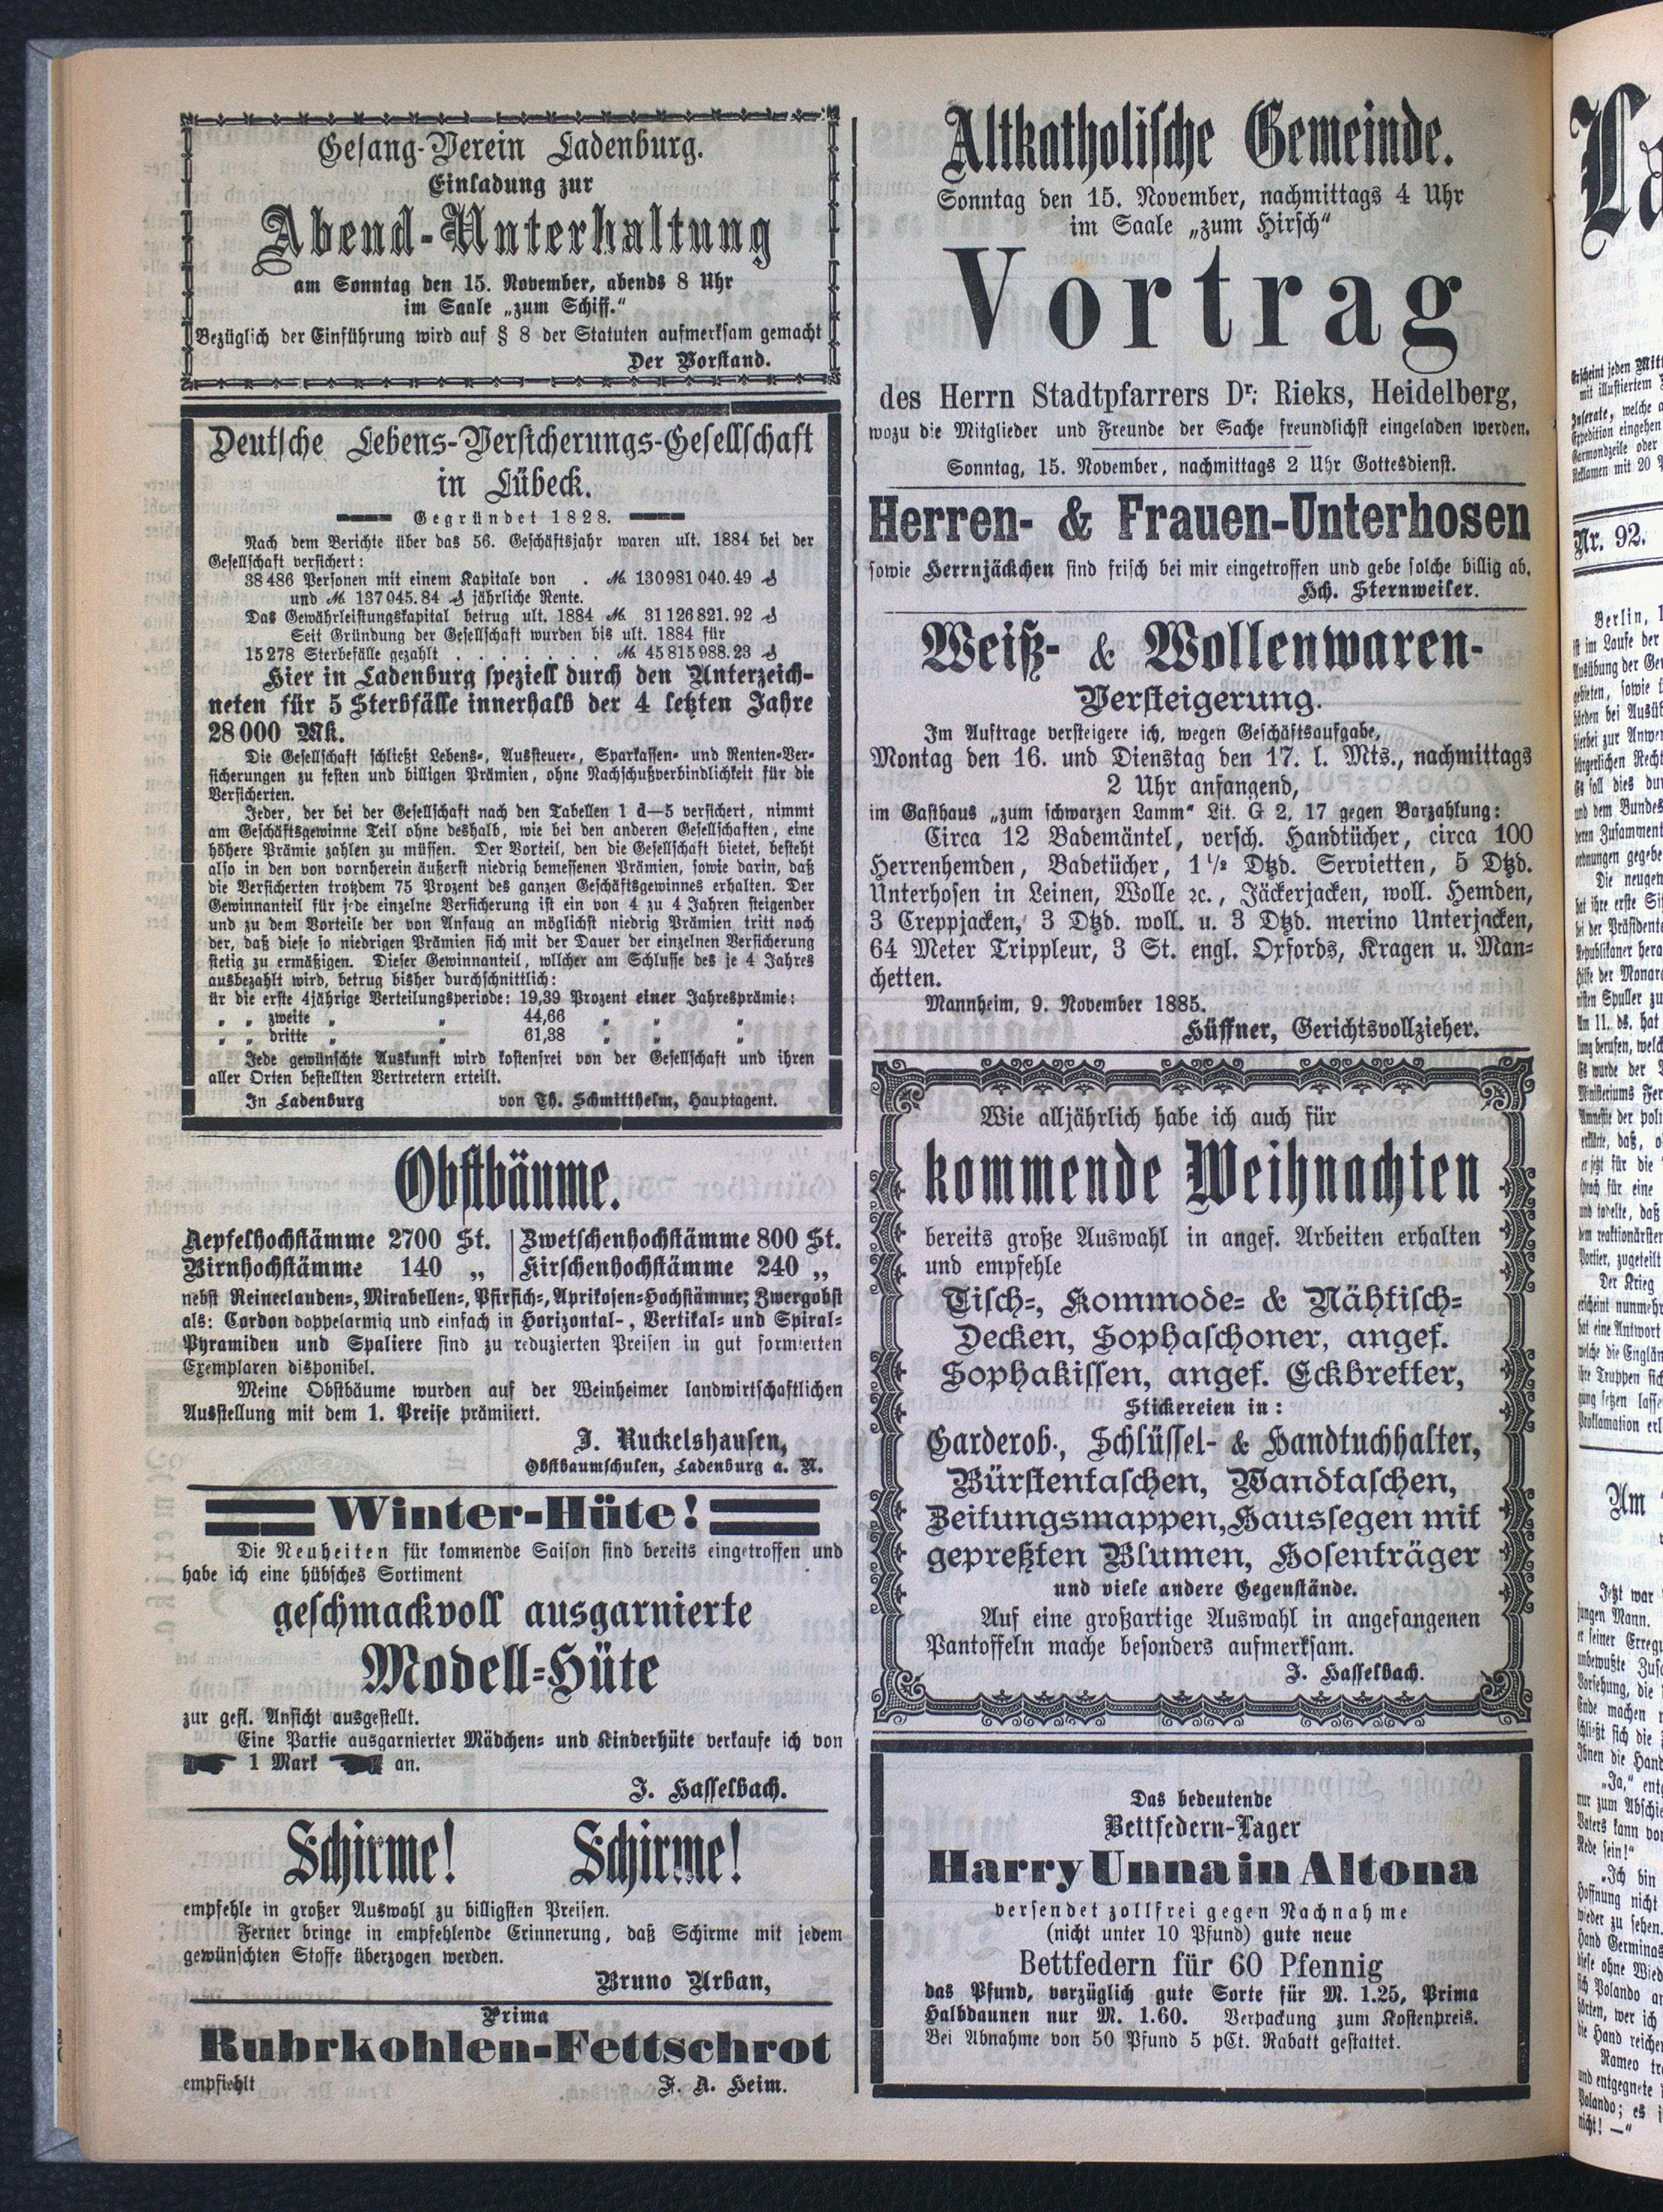 Gesang-Verein Ladenburg.
Einladung zur
Abend-Unterhaltung
am Sonntag den 15. November, abends 8 Uhr
im Saale „zum Schiff.“
Bezüglich der Einführung wird auf § 8 der Statuten aufmerksam gemacht
Der Vorstand.
Deutsche Lebens-Versicherungs-Gesellschaft
in Lübeck.
Gegründet 1828.
Nach dem Berichte über das 56. Geschäftsjahr waren ult. 1884 bei der
Gesellschaft versichert:
38 486 Personen mit einem Kapitale von . ℳ 130 981 040. 49 ₰
und ℳ 137 045. 84 ₰ jährliche Rente.
Das Gewährleistungskapital betrug ult. 1884 ℳ 31 126 821. 92 ₰
Seit Gründung der Gesellschaft wurden bis ult. 1884 für
15 278 Sterbefälle gezahlt . . . . . . ℳ 45 815 988. 23 ₰
Hier in Ladenburg speziell durch den Unterzeich-
neten für 5 Sterbfälle innerhalb der 4 letzten Jahre
28 000 Mk.
Die Gesellschaft schließt Lebens-, Aussteuer-, Sparkassen- und Renten-Ver-
sicherungen zu festen und billigen Prämien, ohne Nachschußverbindlichkeit für die
Versicherten.
Jeder, der bei der Gesellschaft nach den Tabellen 1 d—5 versichert, nimmt
am Geschäftsgewinne Teil ohne deshalb, wie bei den anderen Gesellschaften, eine
höhere Prämie zahlen zu müssen. Der Vorteil, den die Gesellschaft bietet, besteht
also in den von vornherein äußerst niedrig bemessenen Prämien, sowie darin, daß
die Versicherten trotzdem 75 Prozent des ganzen Geschäftsgewinnes erhalten. Der
Gewinnanteil für jede einzelne Versicherung ist ein von 4 zu 4 Jahren steigender
und zu dem Vorteile der von Anfaug an möglichst niedrig Prämien tritt noch
der, daß diese so niedrigen Prämien sich mit der Dauer der einzelnen Versicherung
stetig zu ermäßigen. Dieser Gewinnanteil, wllcher am Schlusse des je 4 Jahres
ausbezahlt wird, betrug bisher durchschnittlich:
ür die erste 4jährige Verteilungsperiode: 19,39 Prozent einer Jahresprämie:
„ „ zweite „ „ 44,66 „ „ „
„ „ dritte „ „ 61,38 „ „ „
Jede gewünschte Auskunft wird kostenfrei von der Gesellschaft und ihren
aller Orten bestellten Vertretern erteilt.
In Ladenburg von Th. Schmitthelm, Hauptagent.
Obstbäume.
Aepfelhochstämme 2700 St. | Zwetschenhochstämme 800 St.
Birnhochstämme 140 „ | Kirschenhochstämme 240 „
nebst Reineclauden-, Mirabellen-, Pfirsich-, Aprikosen-Hochstämme; Zwergobst
als: Cordon doppelarmig und einfach in Horizontal-, Vertikal- und Spiral-
Pyramiden und Spaliere sind zu reduzierten Preisen in gut formierten
Exemplaren disponibel.
Meine Obstbäume wurden auf der Weinheimer landwirtschaftlichen
Ausstellung mit dem 1. Preise prämiiert.
J. Ruckelshausen,
Obstbaumschulen, Ladenburg a. N.
Winter-Hüte!
Die Neuheiten für kommende Saison sind bereits eingetroffen und
habe ich eine hübsches Sortiment
geschmackvoll ausgarnierte
Modell-Hüte
zur gefl. Ansicht ausgestellt.
Eine Partie ausgarnierter Mädchen- und Kinderhüte verkaufe ich von
1 Mark an.
J. Hasselbach.
Schirme! Schirme!
empfehle in großer Auswahl zu billigsten Preisen.
Ferner bringe in empfehlende Erinnerung, daß Schirme mit jedem
gewünschten Stoffe überzogen werden.
Bruno Urban,
Prima
Ruhrkohlen-Fettschrot
empfiehlt F. A. Heim.
Altkatholische Gemeinde.
Sonntag den 15. November, nachmittags 4 Uhr
im Saale „zum Hirsch“
Vortrag
des Herrn Stadtpfarrers Dr. Rieks, Heidelberg,
wozu die Mitglieder und Freunde der Sache freundlichst eingeladen werden.
Sonntag, 15. November, nachmittags 2 Uhr Gottesdienst.
Herren- & Frauen-Unterhosen
sowie Herrnjäckchen sind frisch bei mir eingetroffen und gebe solche billig ab.
Hch. Sternweiler.
Weiß- & Wollenwaren-
Versteigerung.
Im Auftrage versteigere ich, wegen Geschäftsaufgabe,
Montag den 16. und Dienstag den 17. l. Mts., nachmittags
2 Uhr anfangend,
im Gasthaus „zum schwarzen Lamm“ Lit. G 2, 17 gegen Barzahlung:
Circa 12 Bademäntel, versch. Handtücher, circa 100
Herrenhemden, Badetücher, 1 1/2 Dtzd. Servietten, 5 Dtzd.
Unterhosen in Leinen, Wolle ꝛc., Jäckerjacken, woll. Hemden,
3 Creppjacken, 3 Dtzd. woll. u. 3 Dtzd. merino Unterjacken,
64 Meter Trippleur, 3 St. engl. Oxfords, Kragen u. Man-
chetten.
Mannheim, 9. November 1885.
Hüffner, Gerichtsvollzieher.
Wie alljährlich habe ich auch für
kommende Weihnachten
bereits große Auswahl in angef. Arbeiten erhalten
und empfehle
Tisch-, Kommode- & Nähtisch-
Decken, Sophaschoner, angef.
Sophakissen, angef. Eckbretter,
Stickereien in:
Garderob-, Schlüssel- & Handtuchhalter,
Bürstentaschen, Wandtaschen,
Zeitungsmappen, Haussegen mit
gepreßten Blumen, Hosenträger
und viele andere Gegenstände.
Auf eine großartige Auswahl in angefangenen
Pantoffeln mache besonders aufmerksam.
J. Hasselbach.
Das bedeutende
Bettfedern-Lager
Harry Unna in Altona
versendet zollfrei gegen Nachnahme
(nicht unter 10 Pfund) gute neue
Bettfedern für 60 Pfennig
das Pfund, vorzüglich gute Sorte für M. 1.25, Prima
Halbdaunen nur M. 1.60. Verpackung zum Kostenpreis.
Bei Abnahme von 50 Pfund 5 pCt. Rabatt gestattet.
Nr. 92.
Berlin, 1
Am